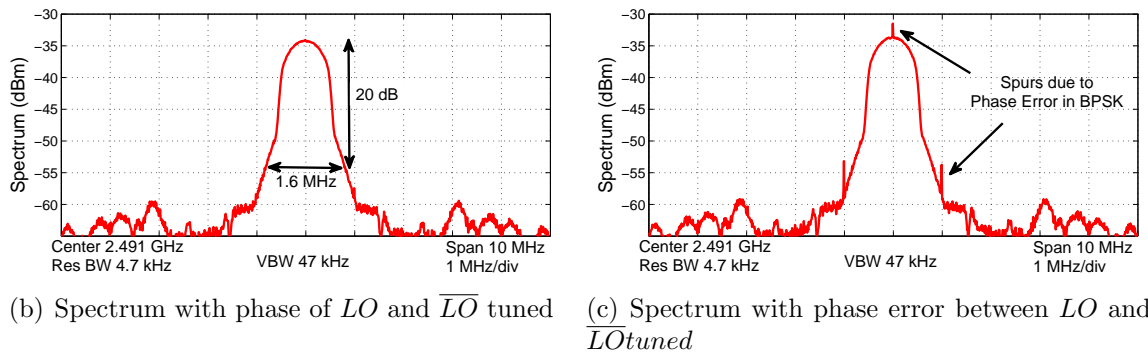 −30
−35
−40
−45
−50
−55
−60
Spectrum (dBm)
20 dB
1.6 MHz
Center 2.491 GHz
Res BW 4.7 kHz
VBW 47 kHz
Span 10 MHz
1 MHz/div
(b) Spectrum with phase of LO and L̅O̅ tuned
−30
−35
−40
−45
−50
−55
−60
Spectrum (dBm)
Spurs due to
Phase Error in BPSK
Center 2.491 GHz
Res BW 4.7 kHz
VBW 47 kHz
Span 10 MHz
1 MHz/div
(c) Spectrum with phase error between LO and
L̅O̅tuned